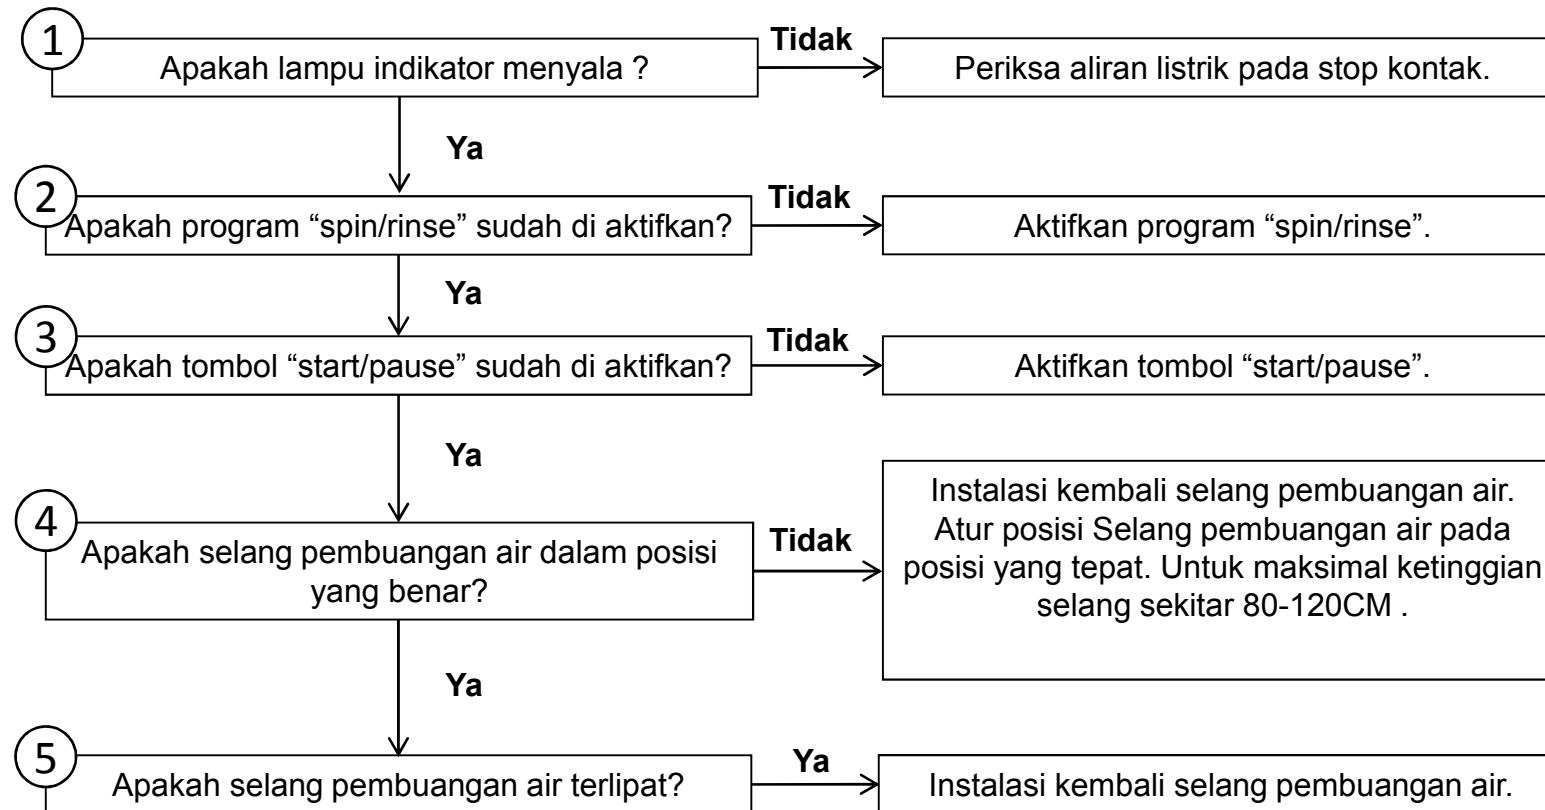 1
Apakah lampu indikator menyala ?
Tidak
Periksa aliran listrik pada stop kontak.
Ya
2
Apakah program “spin/rinse” sudah di aktifkan?
Tidak
Aktifkan program “spin/rinse”.
Ya
3
Apakah tombol “start/pause” sudah di aktifkan?
Tidak
Aktifkan tombol “start/pause”.
Ya
4
Apakah selang pembuangan air dalam posisi
yang benar?
Tidak
Instalasi kembali selang pembuangan air.
Atur posisi Selang pembuangan air pada
posisi yang tepat. Untuk maksimal ketinggian
selang sekitar 80-120CM .
Ya
5
Apakah selang pembuangan air terlipat?
Ya
Instalasi kembali selang pembuangan air.